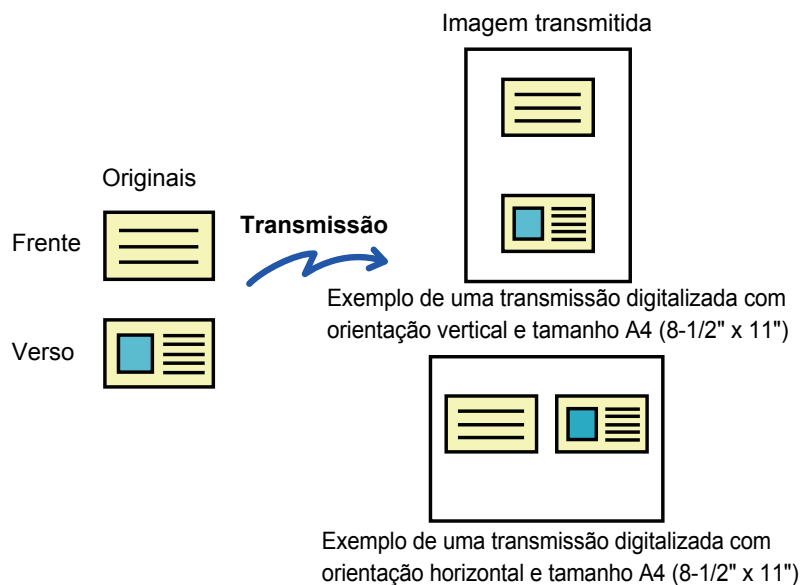 Imagem transmitida
Originais
Frente
Transmissão
Verso
Exemplo de uma transmissão digitalizada com
orientação vertical e tamanho A4 (8-1/2" x 11")
Exemplo de uma transmissão digitalizada com
orientação horizontal e tamanho A4 (8-1/2" x 11")